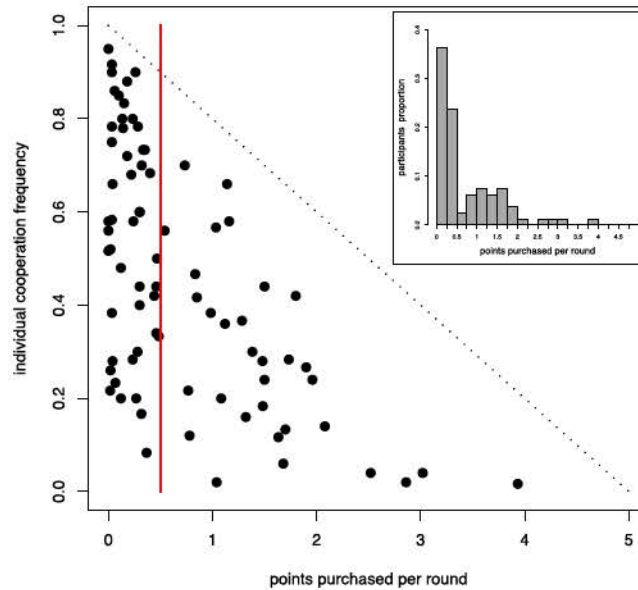 individual cooperation frequency
1.0
0.8
0.6
0.4
0.2
0.0
0 1 2 3 4 5
points purchased per round
participants proportion
0.4
0.3
0.2
0.1
0.0
0 0.5 1 1.5 2 2.5 3 3.5 4 4.5
points purchased per round